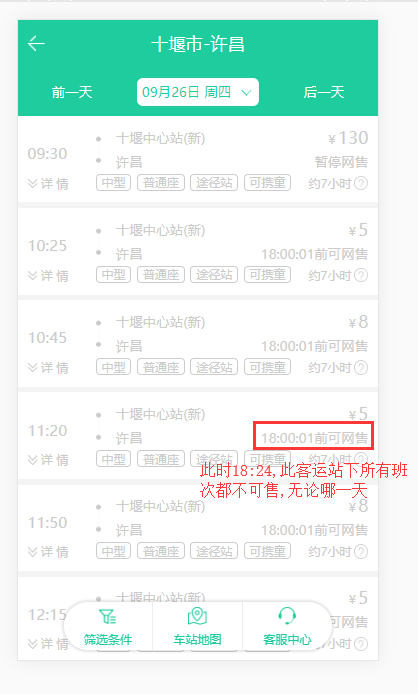 十堰市-许昌
前一天 09月26日 周四 后一天
09:30 十堰中心站(新) ¥130
许昌 暂停网售
详 情 中型 普通座 途径站 可携童 约7小时?
10:25 十堰中心站(新) ¥5
许昌 18:00:01前可网售
详 情 中型 普通座 途径站 可携童 约7小时?
10:45 十堰中心站(新) ¥8
许昌 18:00:01前可网售
详 情 中型 普通座 途径站 可携童 约7小时?
11:20 十堰中心站(新) ¥5
许昌 18:00:01前可网售
详 情 中型 普通座
此时18:24,此客运站下所有班
次都不可售,无论哪一天
11:50 十堰中心站(新) ¥8
许昌 18:00:01前可网售
详 情 中型 普通座 途径站 可携童 约7小时?
12:15 十堰中心站(新) ¥5
可网售
详 情 约7小时?
筛选条件 车站地图 客服中心